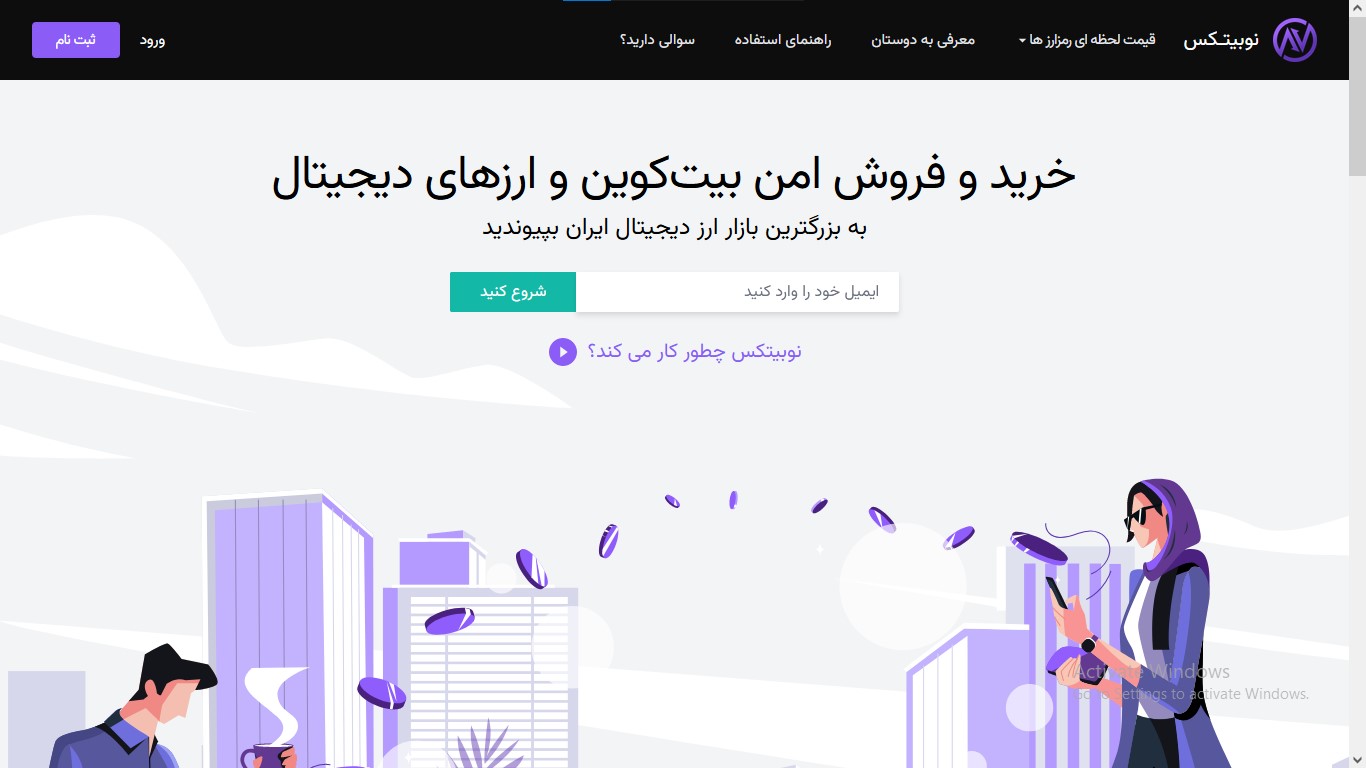 نوبیتـکس
قیمت لحظه ای رمزارز ها
معرفی به دوستان
راهنمای استفاده
سوالی دارید؟
ورود
ثبت نام
خرید و فروش امن بیت‌کوین و ارزهای دیجیتال
به بزرگترین بازار ارز دیجیتال ایران بپیوندید
ایمیل خود را وارد کنید
شروع کنید
نوبیتکس چطور کار می کند؟
Activate Windows
Go to Settings to activate Windows.